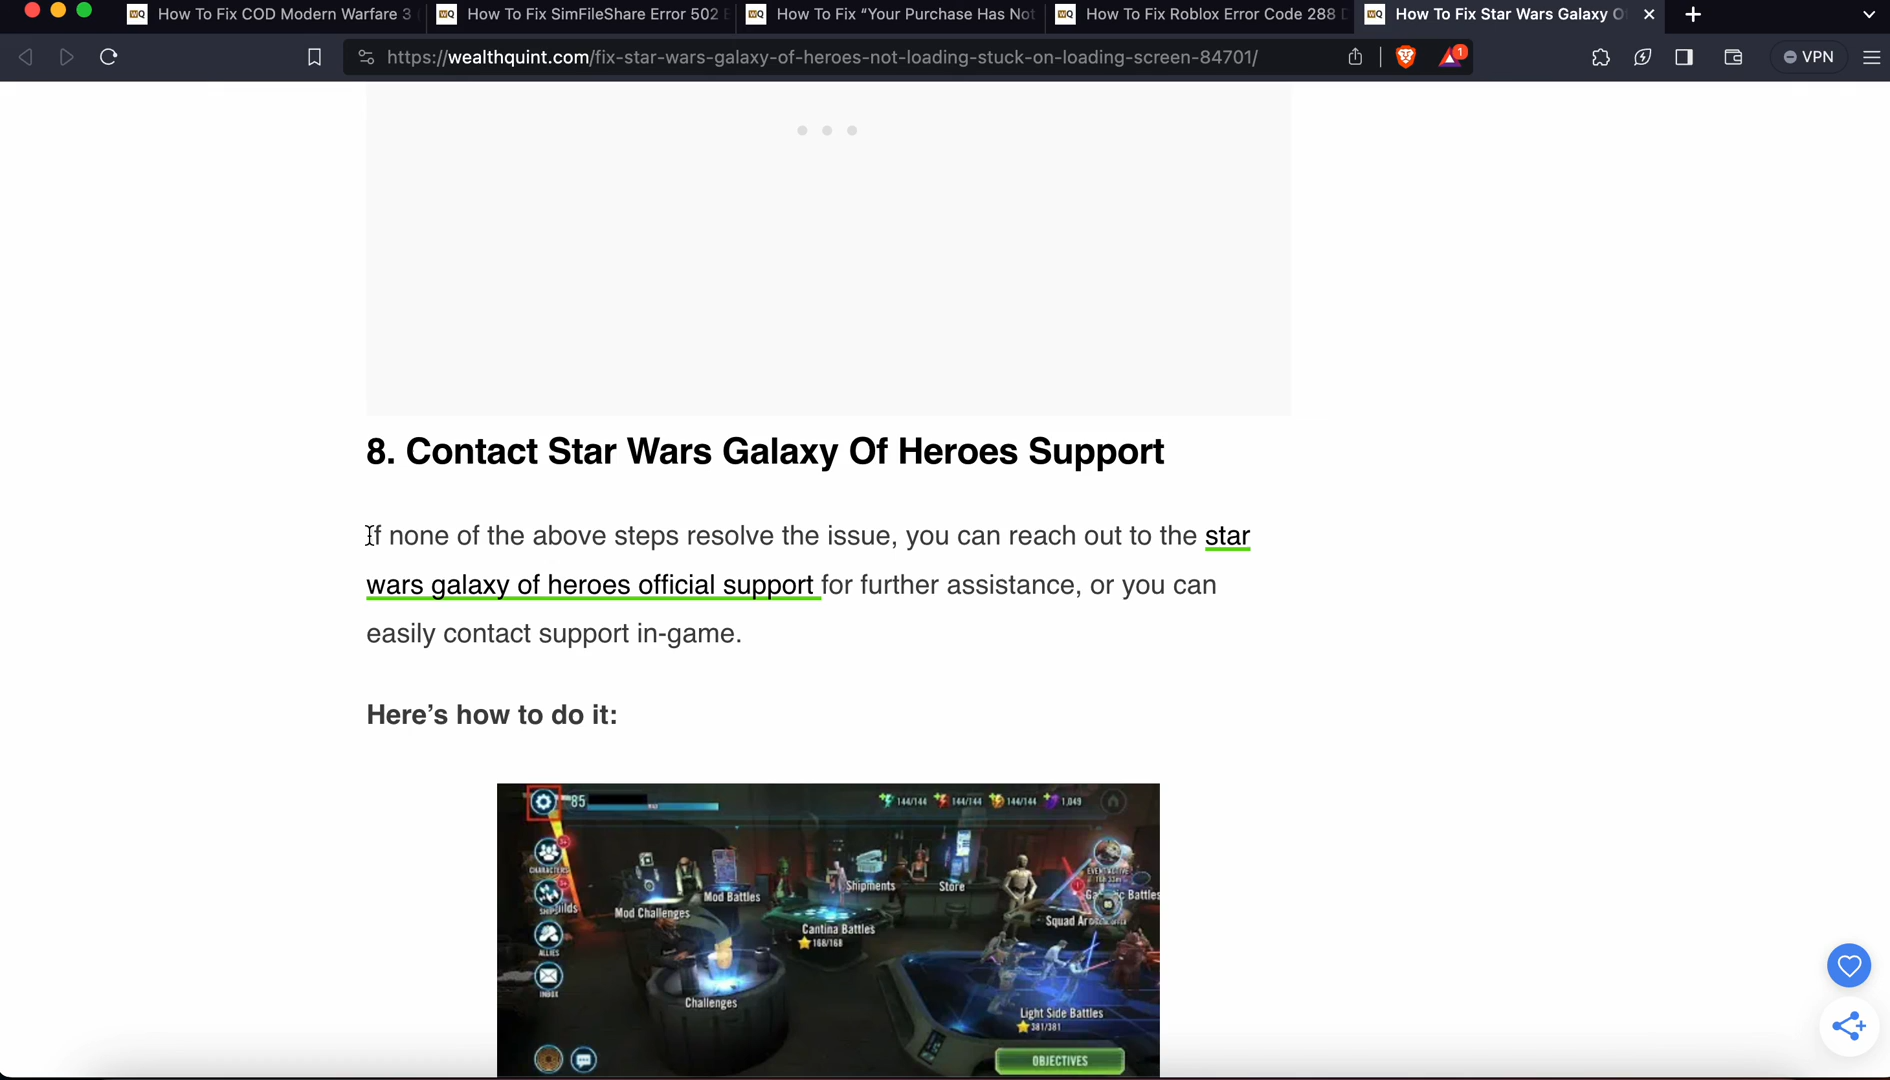 How To Fix COD Modern Warfare 3
How To Fix SimFileShare Error 502
How To Fix “Your Purchase Has Not
How To Fix Roblox Error Code 288
How To Fix Star Wars Galaxy O
https://wealthquint.com/fix-star-wars-galaxy-of-heroes-not-loading-stuck-on-loading-screen-84701/
1
VPN
8. Contact Star Wars Galaxy Of Heroes Support
If none of the above steps resolve the issue, you can reach out to the star
wars galaxy of heroes official support for further assistance, or you can
easily contact support in-game.
Here’s how to do it:
85
144/144 144/144 144/144 1,049
CHARACTERS
Mod Challenges
Mod Battles
Shipments
Store
Cantina Battles
168/168
Squad
Battles
ALLIES
INBOX
Challenges
Light Side Battles
381/381
OBJECTIVES